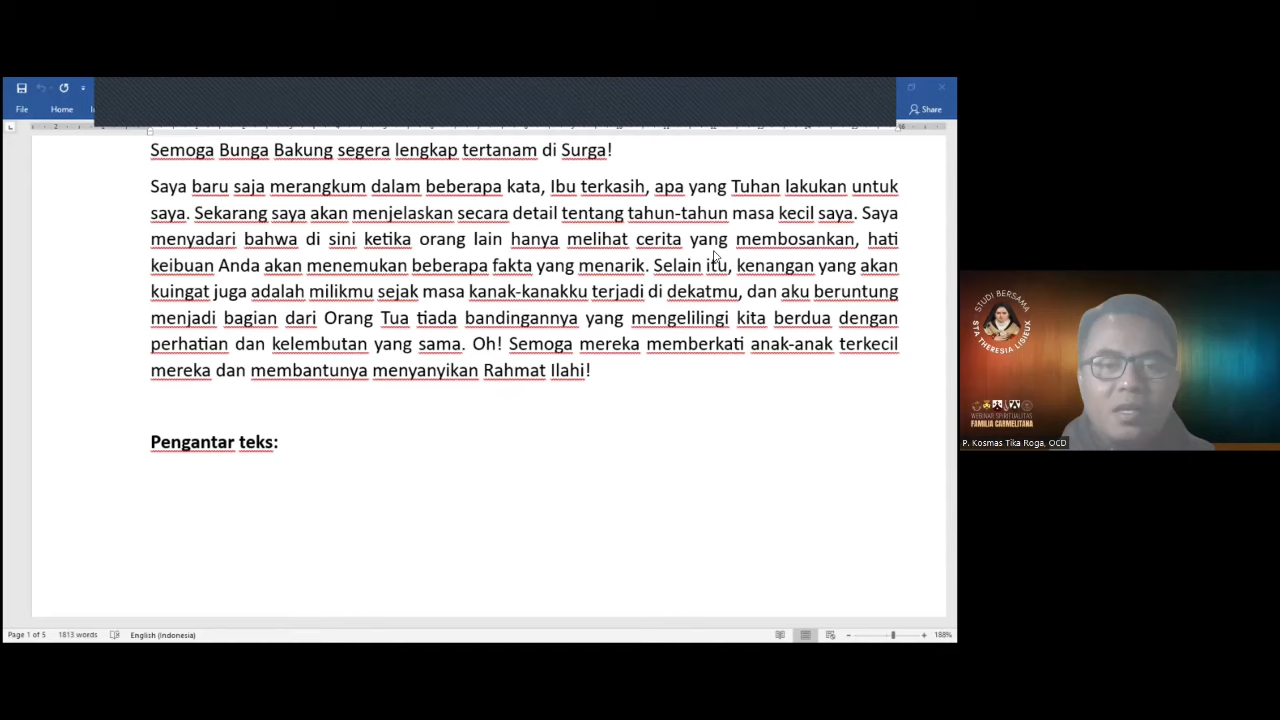 File
Home
Share
Semoga Bunga Bakung segera lengkap tertanam di Surga!
Saya baru saja merangkum dalam beberapa kata, Ibu terkasih, apa yang Tuhan lakukan untuk
saya. Sekarang saya akan menjelaskan secara detail tentang tahun-tahun masa kecil saya. Saya
menyadari bahwa di sini ketika orang lain hanya melihat cerita yang membosankan, hati
keibuan Anda akan menemukan beberapa fakta yang menarik. Selain itu, kenangan yang akan
kuingat juga adalah milikmu sejak masa kanak-kanakku terjadi di dekatmu, dan aku beruntung
menjadi bagian dari Orang Tua tiada bandingannya yang mengelilingi kita berdua dengan
perhatian dan kelembutan yang sama. Oh! Semoga mereka memberkati anak-anak terkecil
mereka dan membantunya menyanyikan Rahmat Ilahi!
Pengantar teks:
Page 1 of 5
1813 words
English (Indonesia)
188%
STUDI BERSAMA
STA THERESIA LISIEUX
WEBINAR SPIRITUALITAS
FAMILIA CARMELITANA
P. Kosmas Tika Roga, OCD